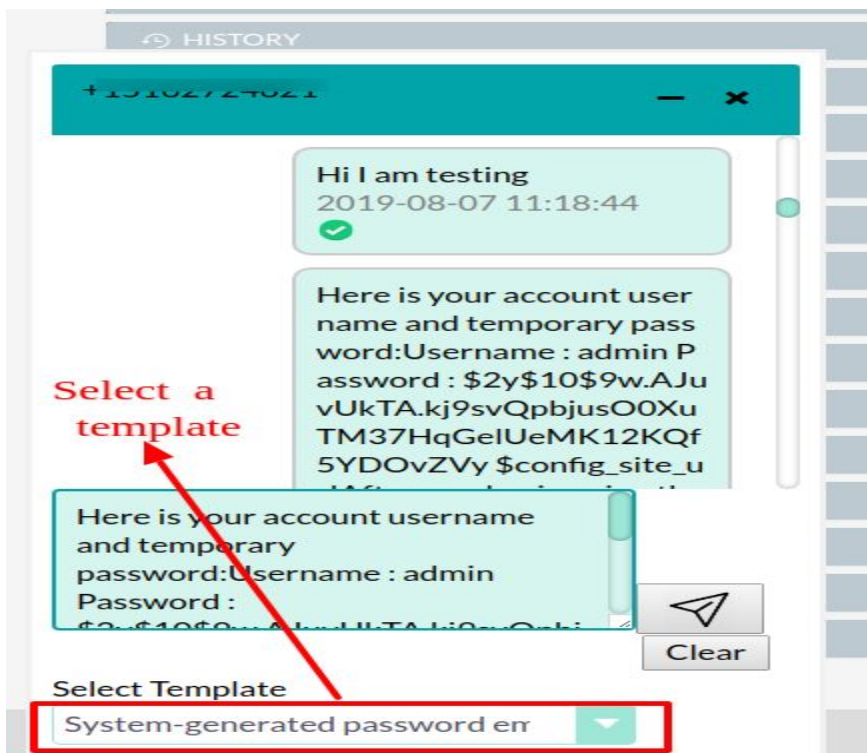 HISTORY
Hi I am testing
2019-08-07 11:18:44
Here is your account user
name and temporary pass
word:Username : admin P
assword : $2y$10$9w.AJu
vUkTA.kj9svQpbjusO0Xu
TM37HqGelUeMK12KQf
5YDOvZVy $config_site_u
Select a
template
Here is your account username
and temporary
password:Username : admin
Password :
Clear
Select Template
System-generated password em